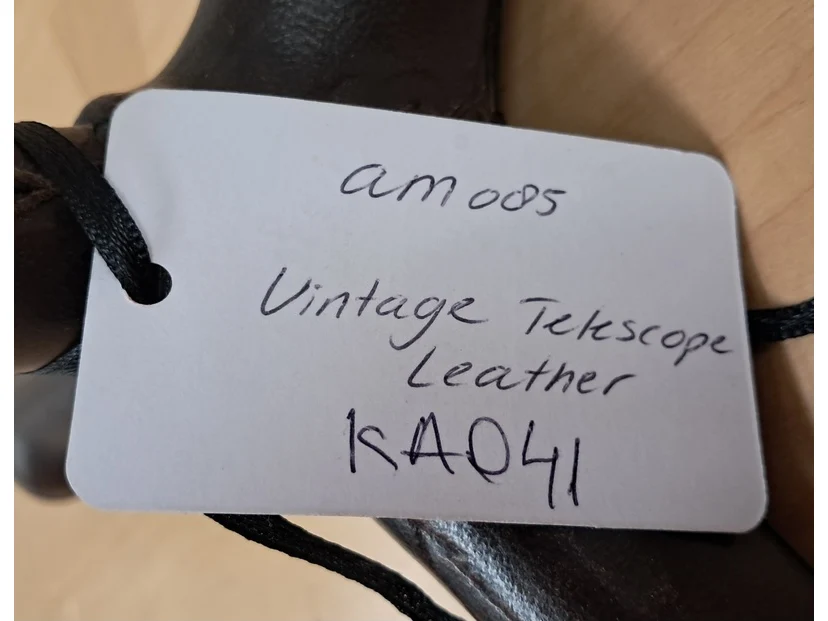 am085
Vintage Telescope
Leather
KA041